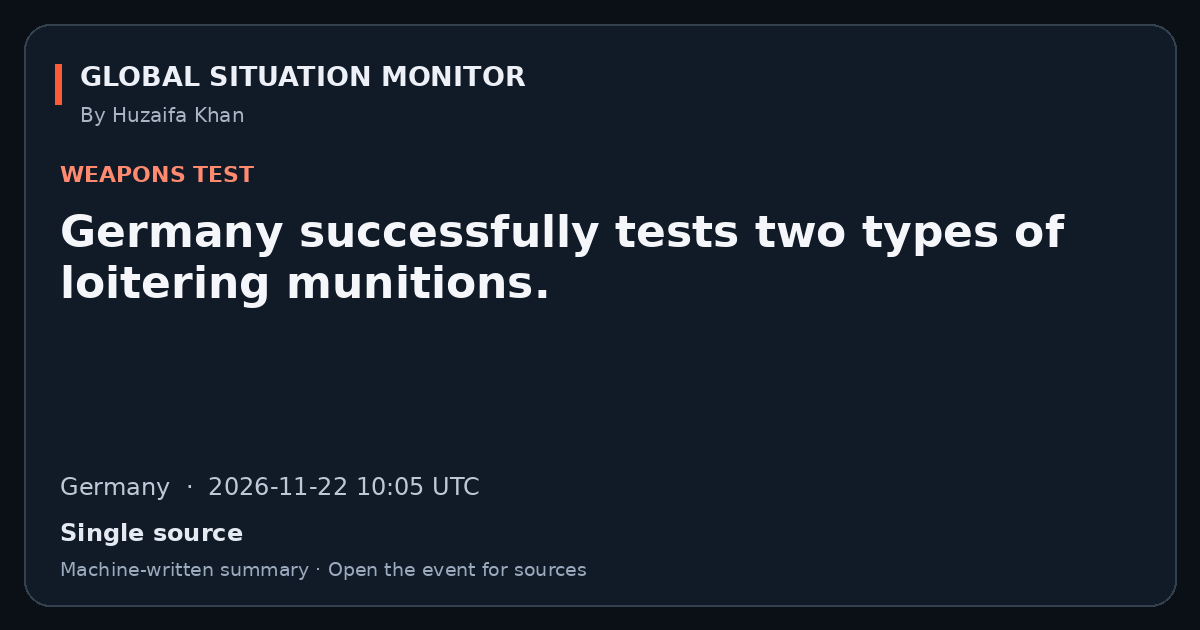 GLOBAL SITUATION MONITOR
By Huzaifa Khan
WEAPONS TEST
Germany successfully tests two types of
loitering munitions.
Germany · 2026-11-22 10:05 UTC
Single source
Machine-written summary · Open the event for sources